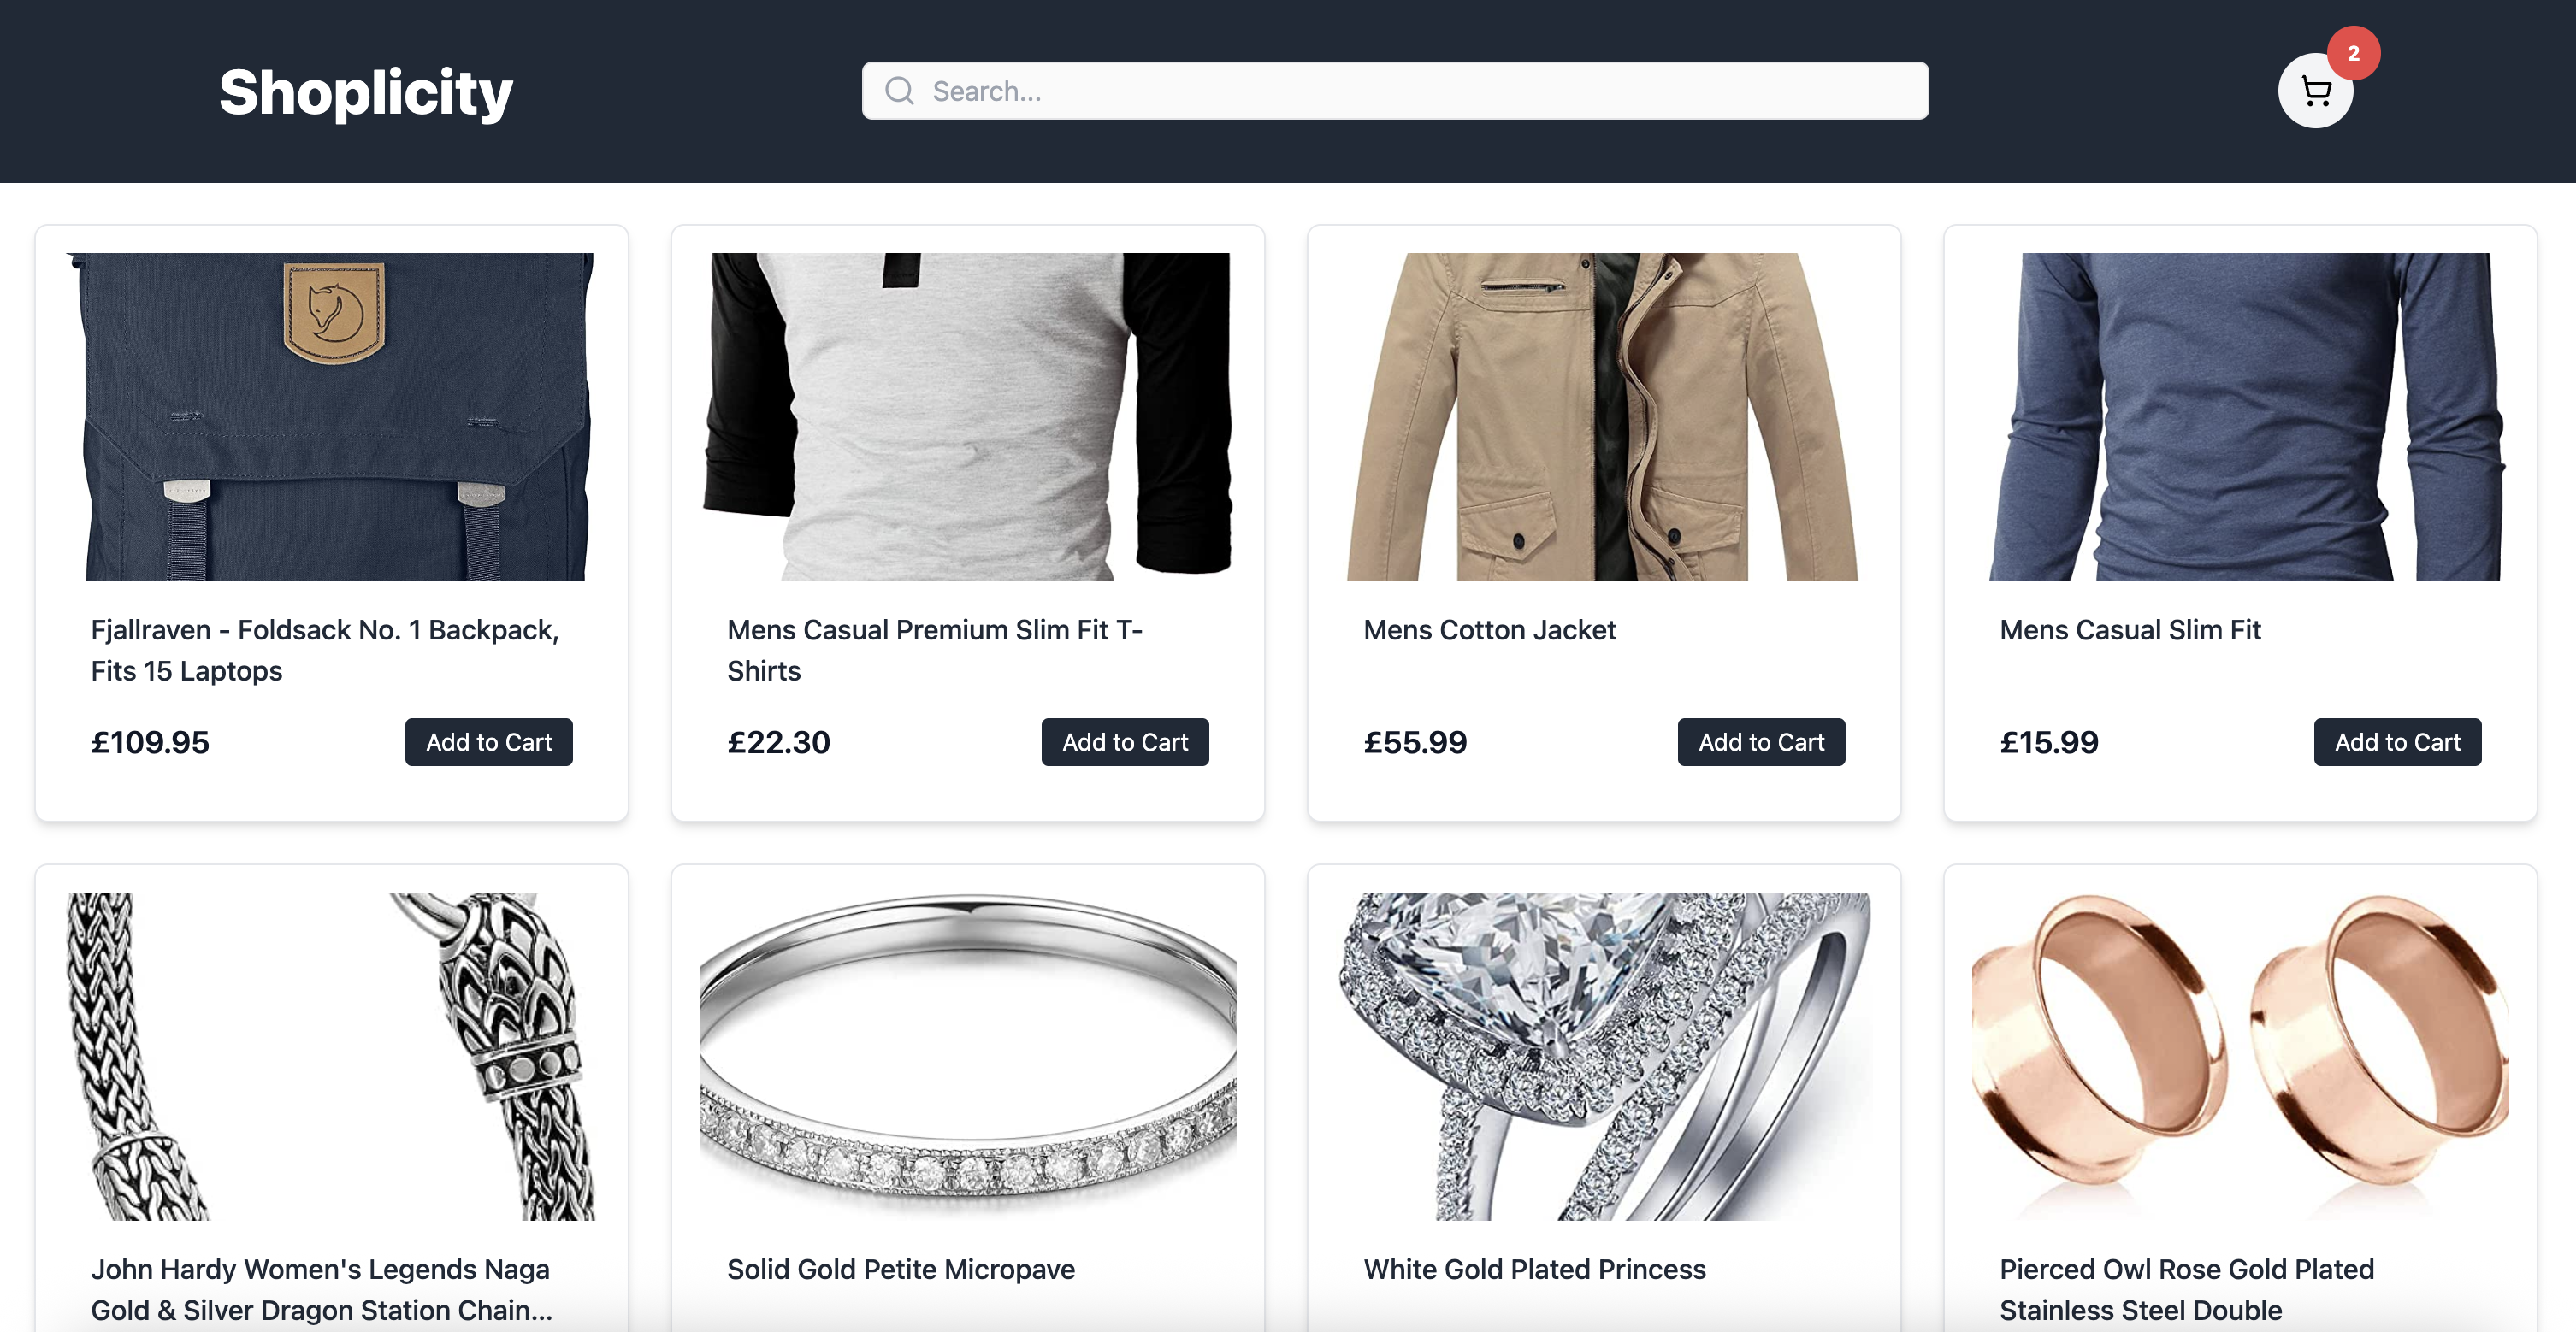 Shoplicity
Search...
2
Fjallraven - Foldsack No. 1 Backpack,
Fits 15 Laptops
£109.95
Add to Cart
Mens Casual Premium Slim Fit T-
Shirts
£22.30
Add to Cart
Mens Cotton Jacket
£55.99
Add to Cart
Mens Casual Slim Fit
£15.99
Add to Cart
John Hardy Women's Legends Naga
Gold & Silver Dragon Station Chain...
Solid Gold Petite Micropave
White Gold Plated Princess
Pierced Owl Rose Gold Plated
Stainless Steel Double